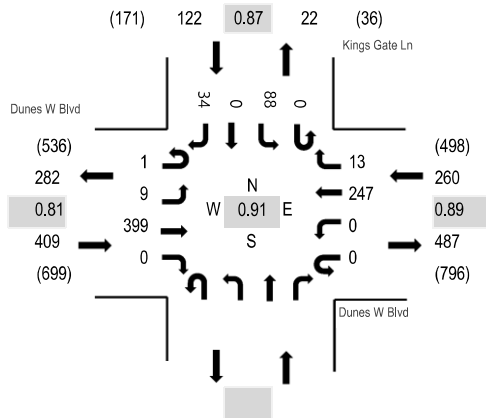 (171) 122 0.87 22 (36)
Kings Gate Ln
34 0 88 0
Dunes W Blvd
(536) 1 13 (498)
282 260
9 N 247
0.81 W 0.91 E 0.89
399 S 0
409 487
0 0
(699) (796)
Dunes W Blvd